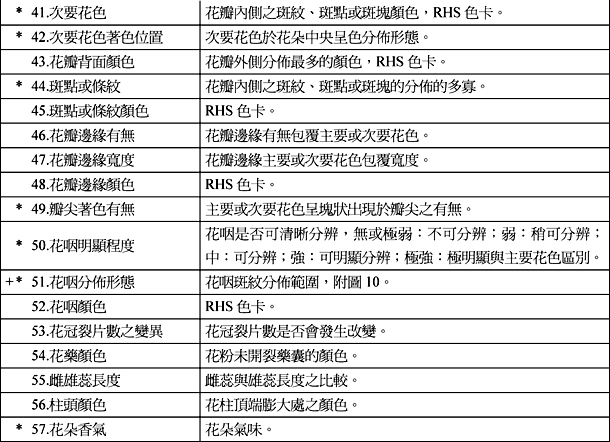 * 41.次要花色 花瓣內側之斑紋、斑點或斑塊顏色，RHS 色卡。
* 42.次要花色著色位置 次要花色於花朵中央呈色分佈形態。
43.花瓣背面顏色 花瓣外側分佈最多的顏色，RHS 色卡。
* 44.斑點或條紋 花瓣內側之斑紋、斑點或斑塊的分佈的多寡。
45.斑點或條紋顏色 RHS 色卡。
46.花瓣邊緣有無 花瓣邊緣有無包覆主要或次要花色。
47.花瓣邊緣寬度 花瓣邊緣主要或次要花色包覆寬度。
48.花瓣邊緣顏色 RHS 色卡。
* 49.瓣尖著色有無 主要或次要花色呈塊狀出現於瓣尖之有無。
* 50.花咽明顯程度 花咽是否可清晰分辨，無或極弱：不可分辨；弱：稍可分辨；
中：可分辨；強：可明顯分辨；極強：極明顯與主要花色區別。
+* 51.花咽分佈形態 花咽斑紋分佈範圍，附圖 10。
52.花咽顏色 RHS 色卡。
53.花冠裂片數之變異 花冠裂片數是否會發生改變。
54.花藥顏色 花粉未開裂藥囊的顏色。
55.雌雄蕊長度 雌蕊與雄蕊長度之比較。
56.柱頭顏色 花柱頂端膨大處之顏色。
* 57.花朵香氣 花朵氣味。